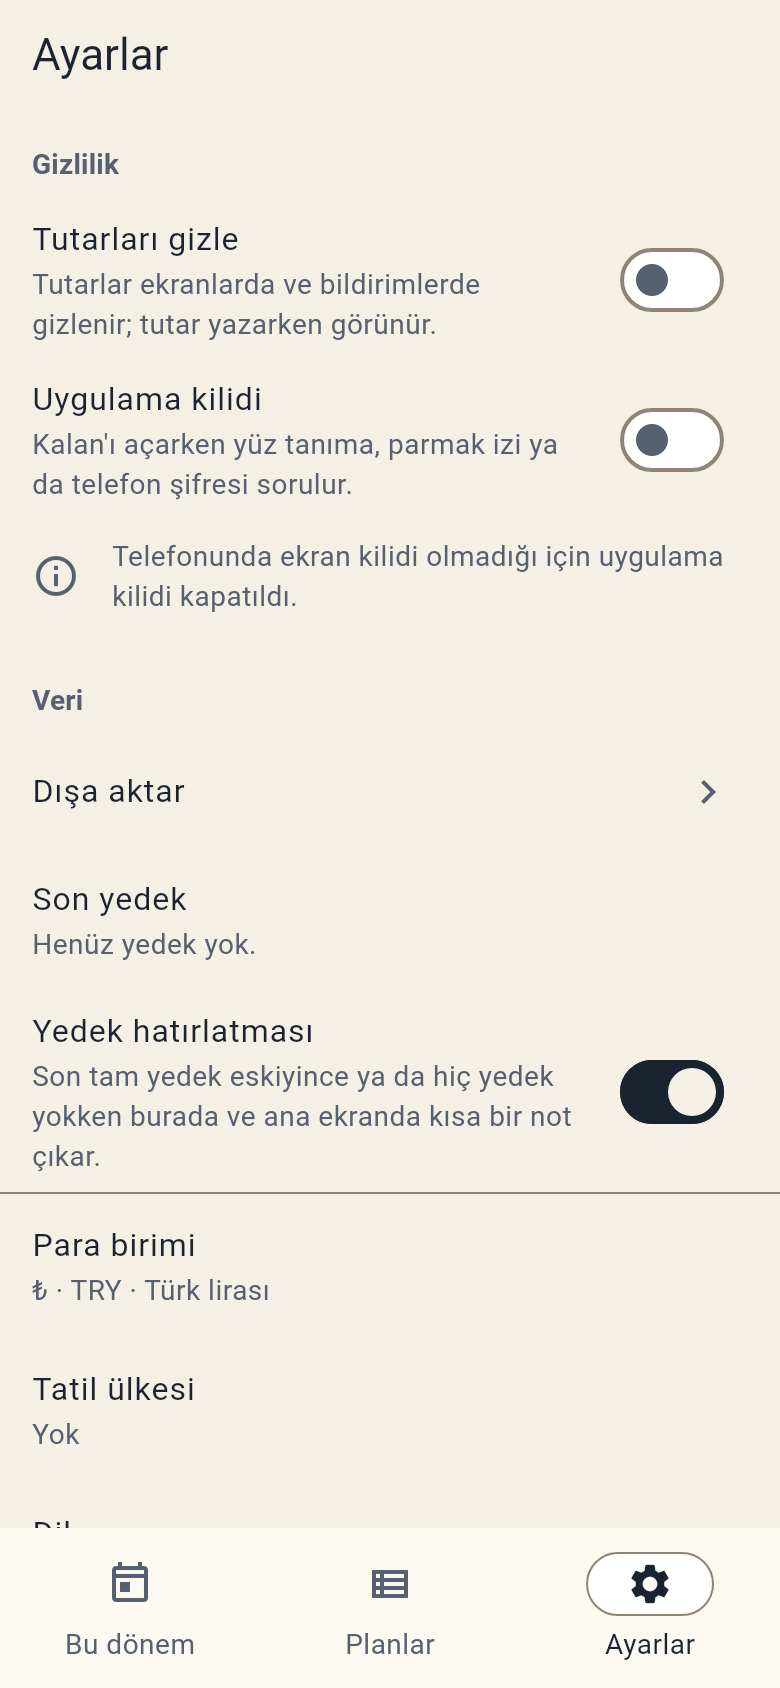 Ayarlar
Gizlilik
Tutarları gizle
Tutarlar ekranlarda ve bildirimlerde
gizlenir; tutar yazarken görünür.
Uygulama kilidi
Kalan'ı açarken yüz tanıma, parmak izi ya
da telefon şifresi sorulur.
Telefonunda ekran kilidi olmadığı için uygulama
kilidi kapatıldı.
Veri
Dışa aktar
Son yedek
Henüz yedek yok.
Yedek hatırlatması
Son tam yedek eskiyince ya da hiç yedek
yokken burada ve ana ekranda kısa bir not
çıkar.
Para birimi
₺ · TRY · Türk lirası
Tatil ülkesi
Yok
Bu dönem
Planlar
Ayarlar